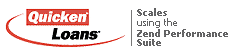 Quicken
Loans®
Scales
using the
Zend Performance
Suite